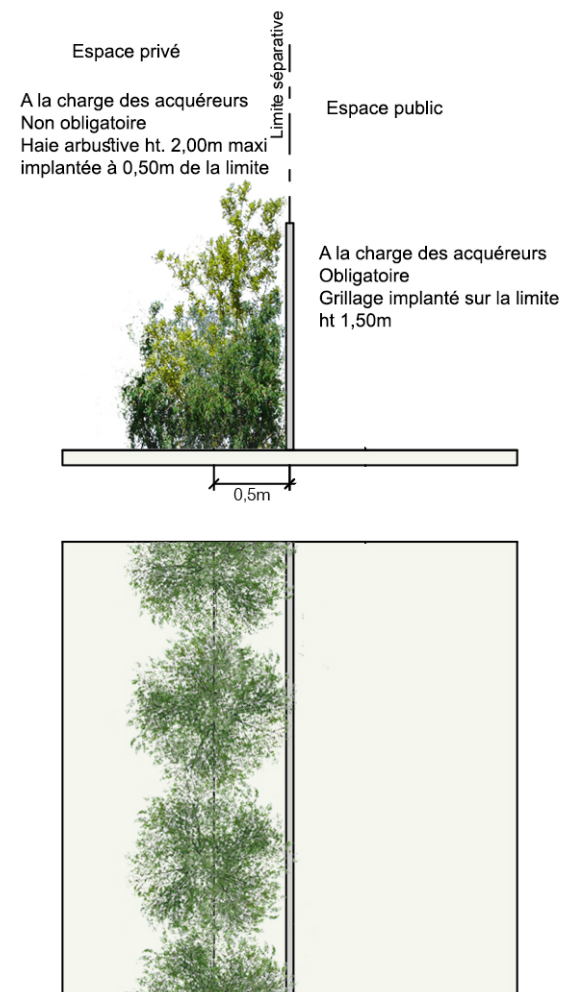 Espace privé
A la charge des acquéreurs
Non obligatoire
Haie arbustive ht. 2,00m maxi
implantée à 0,50m de la limite
Limite séparative
Espace public
A la charge des acquéreurs
Obligatoire
Grillage implanté sur la limite
ht 1,50m
0,5m